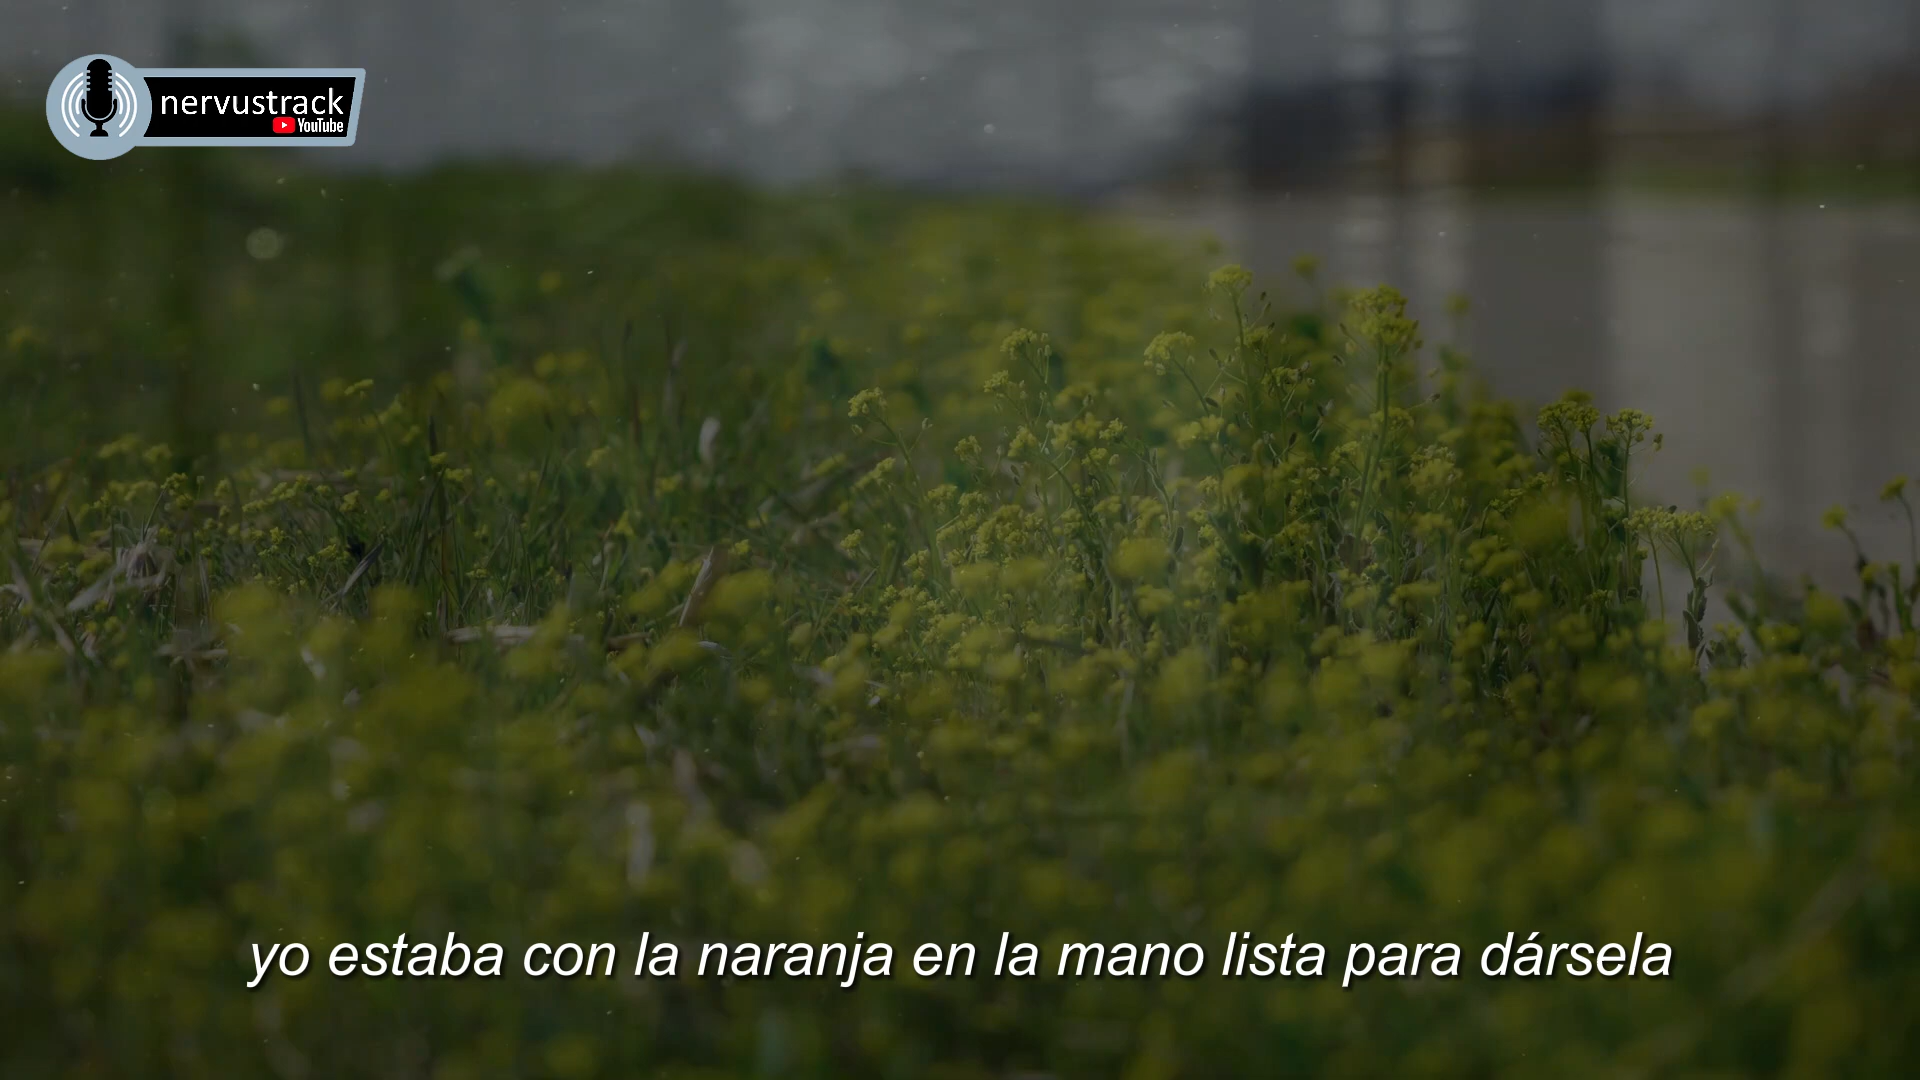 nervustrack
YouTube
yo estaba con la naranja en la mano lista para dársela